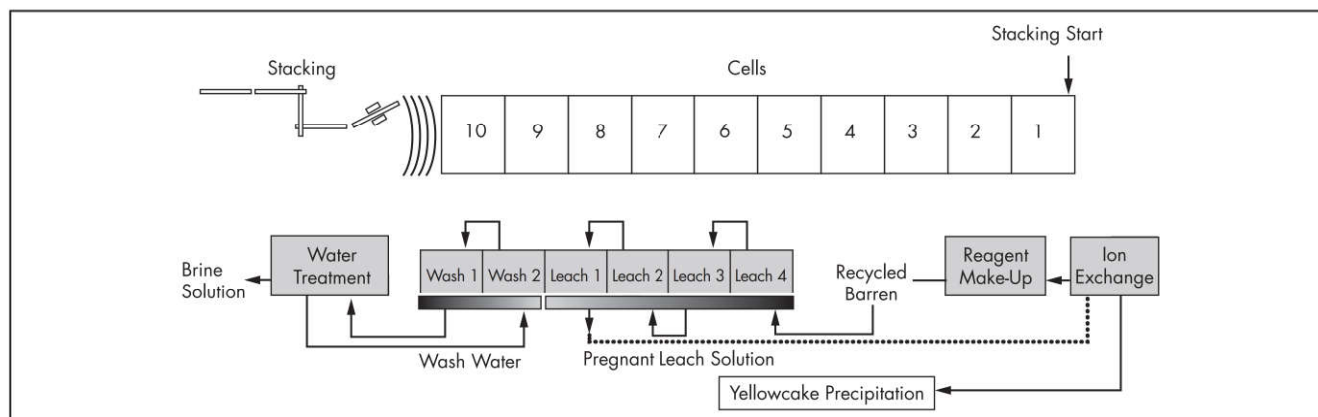 Stacking Start
Stacking
Cells
10 9 8 7 6 5 4 3 2 1
Water
Treatment
Brine
Solution
Wash 1 Wash 2 Leach 1 Leach 2 Leach 3 Leach 4
Recycled
Barren
Reagent
Make-Up
Ion
Exchange
Wash Water
Pregnant Leach Solution
Yellowcake Precipitation